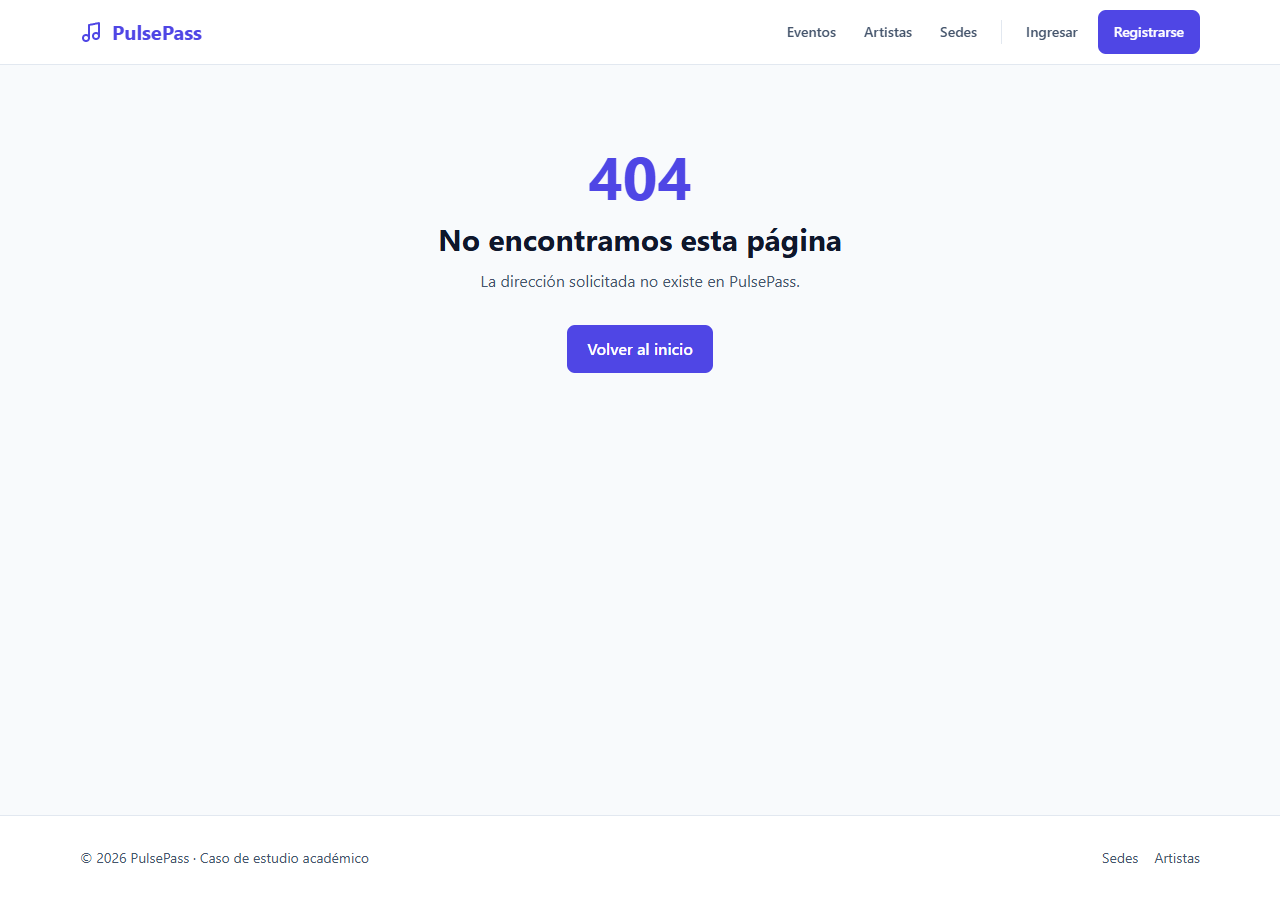 PulsePass
Eventos Artistas Sedes Ingresar Registrarse
404
No encontramos esta página
La dirección solicitada no existe en PulsePass.
Volver al inicio
© 2026 PulsePass · Caso de estudio académico
Sedes Artistas